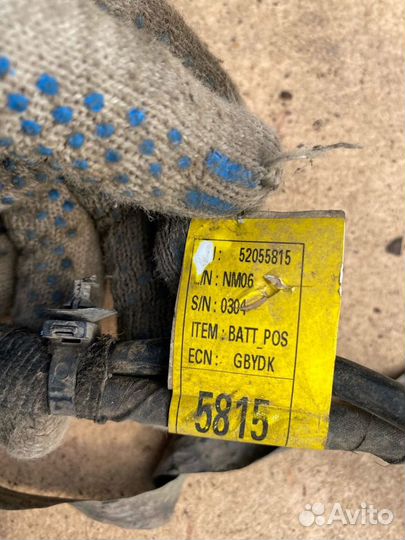 : 52055815
/N: NM06
S/N: 0304
ITEM : BATT_POS
ECN: GBYDK
5815
Avito